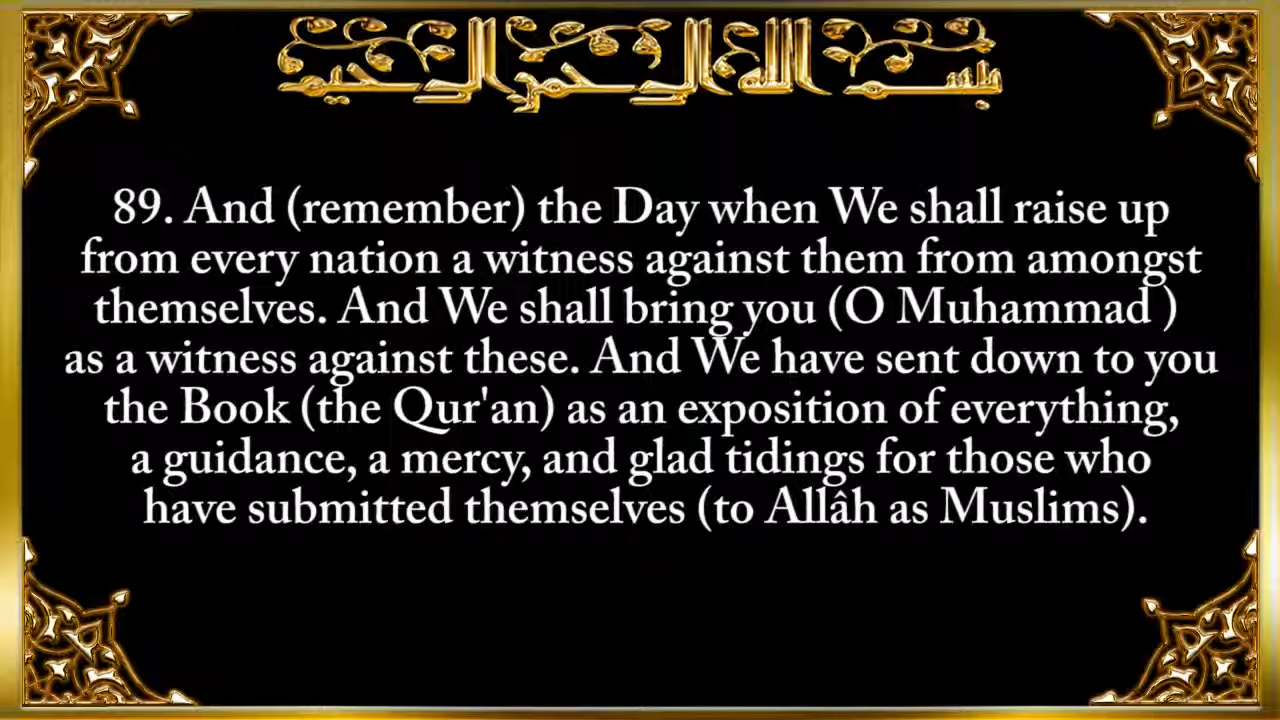 بسم الله الرحمن الرحيم
89. And (remember) the Day when We shall raise up
from every nation a witness against them from amongst
themselves. And We shall bring you (O Muhammad )
as a witness against these. And We have sent down to you
the Book (the Qur'an) as an exposition of everything,
a guidance, a mercy, and glad tidings for those who
have submitted themselves (to Allâh as Muslims).